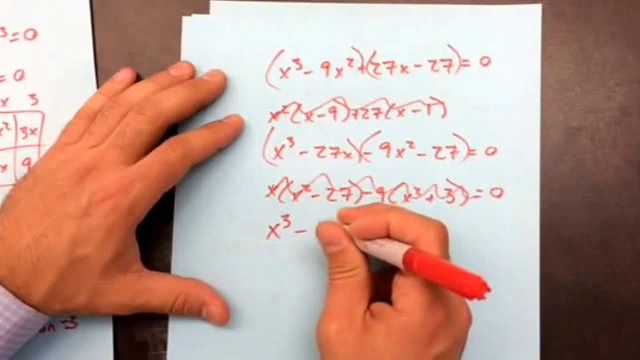 ³=0
=0
x 3
x² 3x
x 9
-3
(x³ - 9x²)+(27x - 27) = 0
x²(x - 9)+27(x - 1)
(x³ - 27x)(- 9x² - 27) = 0
x(x² - 27) - 9(x³ + 3) = 0
x³ -